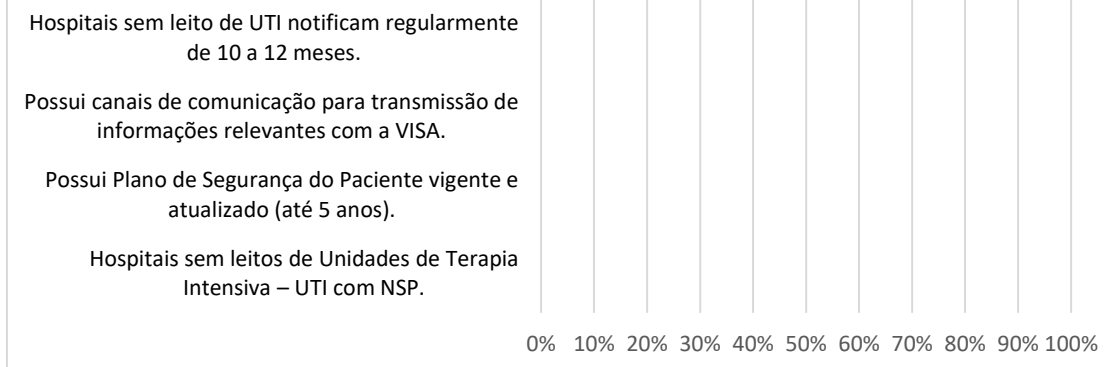 Hospitais sem leito de UTI notificam regularmente
de 10 a 12 meses.
Possui canais de comunicação para transmissão de
informações relevantes com a VISA.
Possui Plano de Segurança do Paciente vigente e
atualizado (até 5 anos).
Hospitais sem leitos de Unidades de Terapia
Intensiva – UTI com NSP.
0% 10% 20% 30% 40% 50% 60% 70% 80% 90% 100%